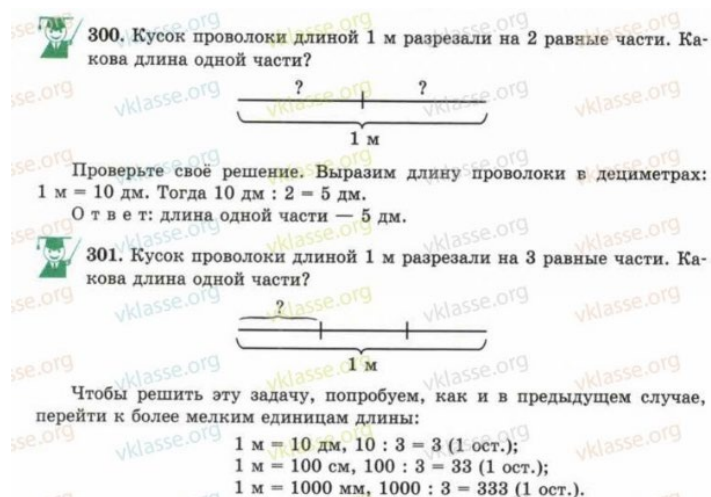 300. Кусок проволоки длиной 1 м разрезали на 2 равные части. Ка-
кова длина одной части?
? ?
1 м
Проверьте своё решение. Выразим длину проволоки в дециметрах:
1 м = 10 дм. Тогда 10 дм : 2 = 5 дм.
О т в е т: длина одной части — 5 дм.
301. Кусок проволоки длиной 1 м разрезали на 3 равные части. Ка-
кова длина одной части?
?
1 м
Чтобы решить эту задачу, попробуем, как и в предыдущем случае,
перейти к более мелким единицам длины:
1 м = 10 дм, 10 : 3 = 3 (1 ост.);
1 м = 100 см, 100 : 3 = 33 (1 ост.);
1 м = 1000 мм, 1000 : 3 = 333 (1 ост.).
vklasse.org